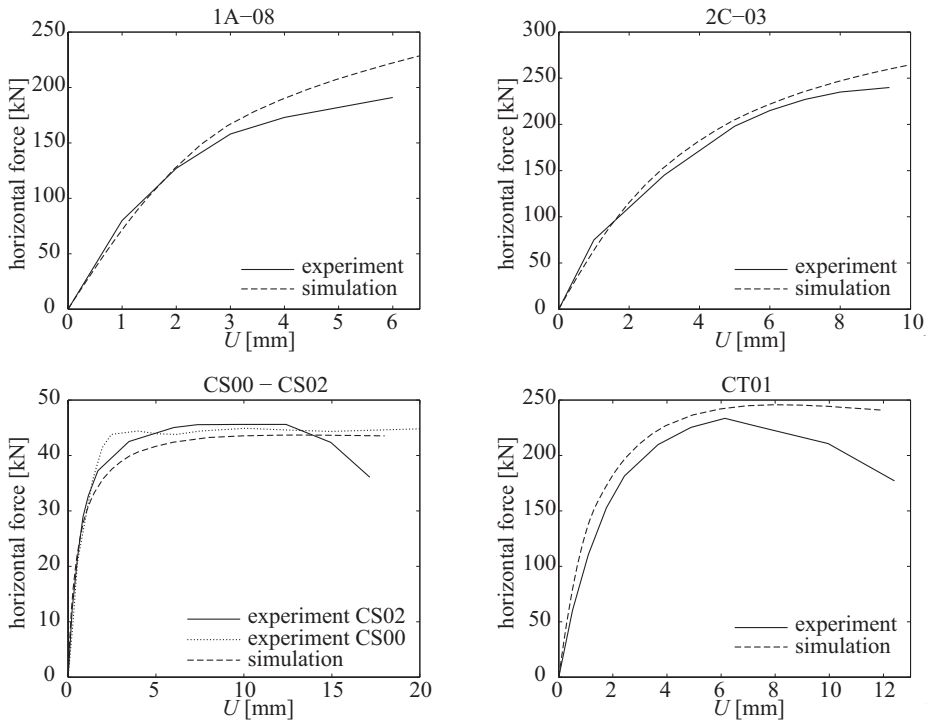 1A−08
250
200
150
100
50
0
horizontal force [kN]
experiment
simulation
0 1 2 3 4 5 6
U [mm]
2C−03
300
250
200
150
100
50
0
horizontal force [kN]
experiment
simulation
0 2 4 6 8 10
U [mm]
CS00 − CS02
50
40
30
20
10
0
horizontal force [kN]
experiment CS02
experiment CS00
simulation
0 5 10 15 20
U [mm]
CT01
250
200
150
100
50
0
horizontal force [kN]
experiment
simulation
0 2 4 6 8 10 12
U [mm]